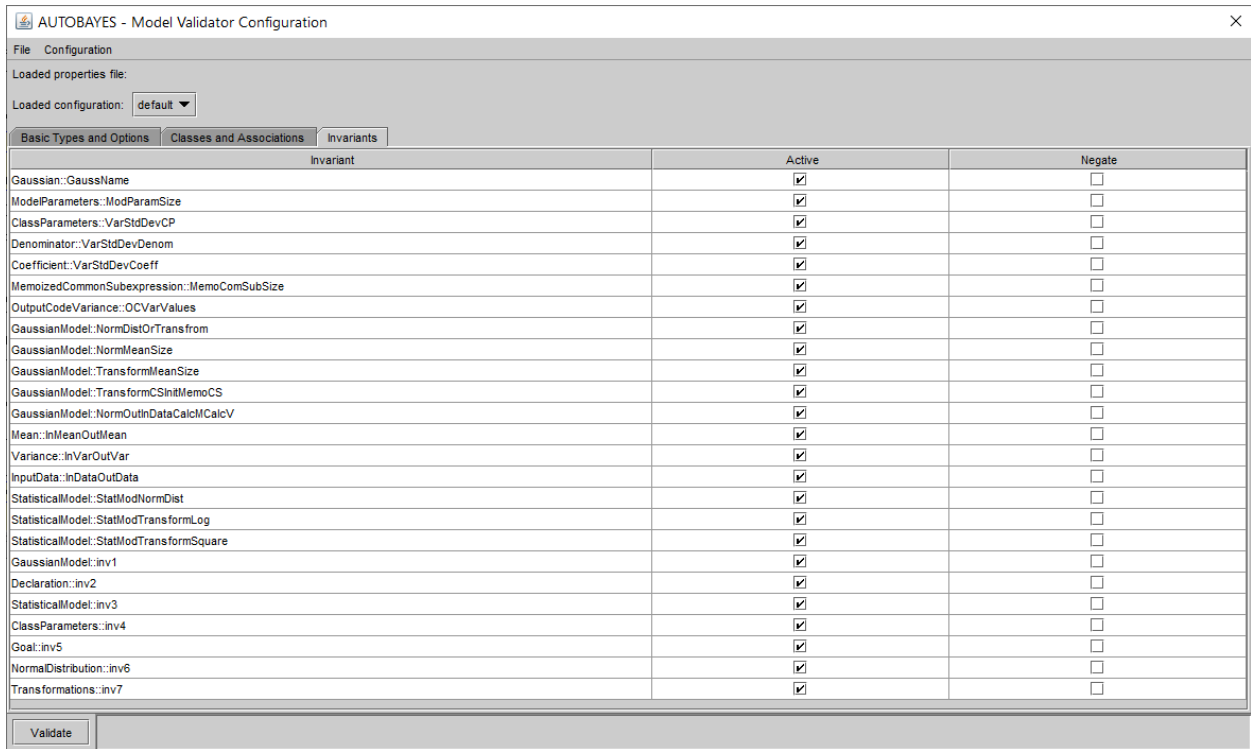 AUTOBAYES - Model Validator Configuration
File Configuration
Loaded properties file:
Loaded configuration: default
Basic Types and Options Classes and Associations Invariants
Invariant Active Negate
Gaussian::GaussName
ModelParameters::ModParamSize
ClassParameters::VarStdDevCP
Denominator::VarStdDevDenom
Coefficient::VarStdDevCoeff
MemoizedCommonSubexpression::MemoComSubSize
OutputCodeVariance::OCVarValues
GaussianModel::NormDistOrTransfrom
GaussianModel::NormMeanSize
GaussianModel::TransformMeanSize
GaussianModel::TransformCSInitMemoCS
GaussianModel::NormOutInDataCalcMCalcV
Mean::InMeanOutMean
Variance::InVarOutVar
InputData::InDataOutData
StatisticalModel::StatModNormDist
StatisticalModel::StatModTransformLog
StatisticalModel::StatModTransformSquare
GaussianModel::inv1
Declaration::inv2
StatisticalModel::inv3
ClassParameters::inv4
Goal::inv5
NormalDistribution::inv6
Transformations::inv7
Validate